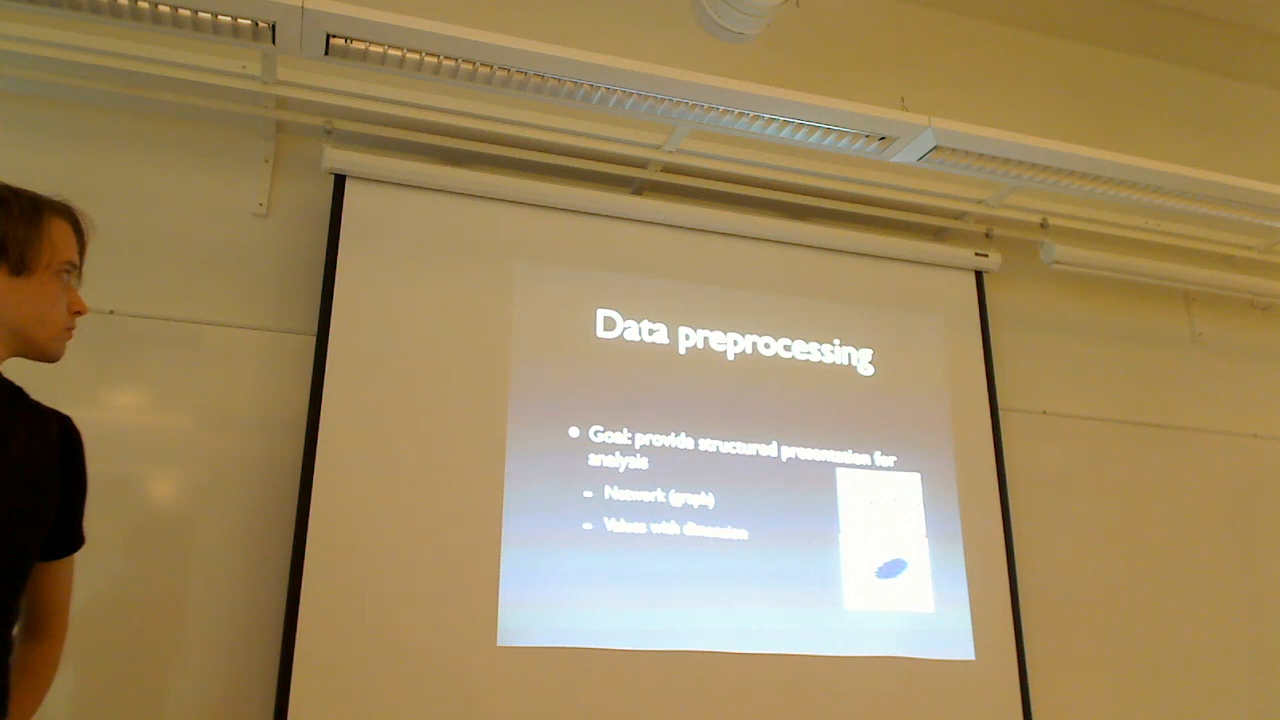 Data preprocessing
• Goal: provide structured presentation for
analysis
– Network (graph)
– Values with dimension